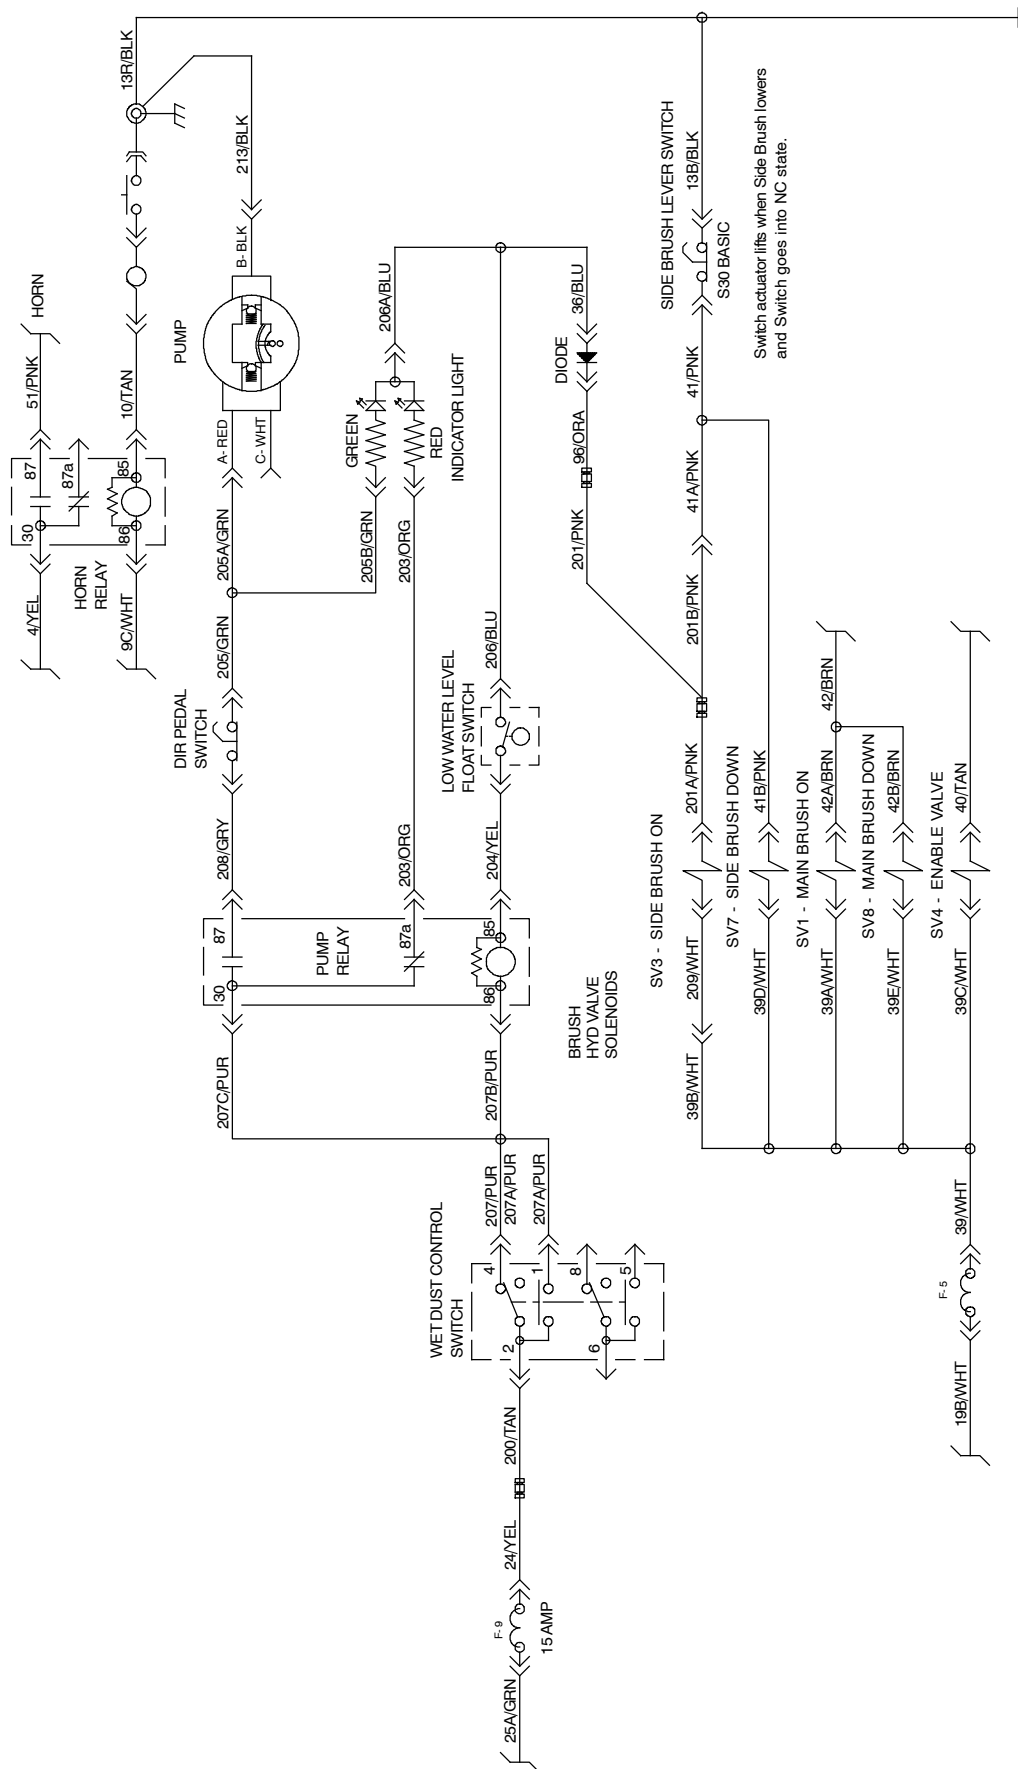 13R/BLK
213/BLK
B- BLK
PUMP
A- RED
C- WHT
HORN
51/PNK
10/TAN
87
87a
85
30
86
HORN
RELAY
4/YEL
9C/WHT
205A/GRN
205/GRN
205B/GRN
203/ORG
GREEN
RED
INDICATOR LIGHT
206A/BLU
36/BLU
DIODE
96/ORA
201/PNK
SIDE BRUSH LEVER SWITCH
13B/BLK
S30 BASIC
Switch actuator lifts when Side Brush lowers
and Switch goes into NC state.
41/PNK
41A/PNK
201B/PNK
DIR PEDAL
SWITCH
208/GRY
LOW WATER LEVEL
FLOAT SWITCH
206/BLU
204/YEL
203/ORG
87
87a
85
30
86
PUMP
RELAY
207C/PUR
207B/PUR
207/PUR
207A/PUR
207A/PUR
BRUSH
HYD VALVE
SOLENOIDS
SV3 - SIDE BRUSH ON
201A/PNK
209/WHT
39B/WHT
SV7 - SIDE BRUSH DOWN
41B/PNK
39D/WHT
SV1 - MAIN BRUSH ON
42/BRN
42A/BRN
39A/WHT
SV8 - MAIN BRUSH DOWN
42B/BRN
39E/WHT
SV4 - ENABLE VALVE
40/TAN
39C/WHT
39/WHT
F-5
19B/WHT
WET DUST CONTROL
SWITCH
4
1
8
5
2
6
200/TAN
24/YEL
F-9
15 AMP
25A/GRN